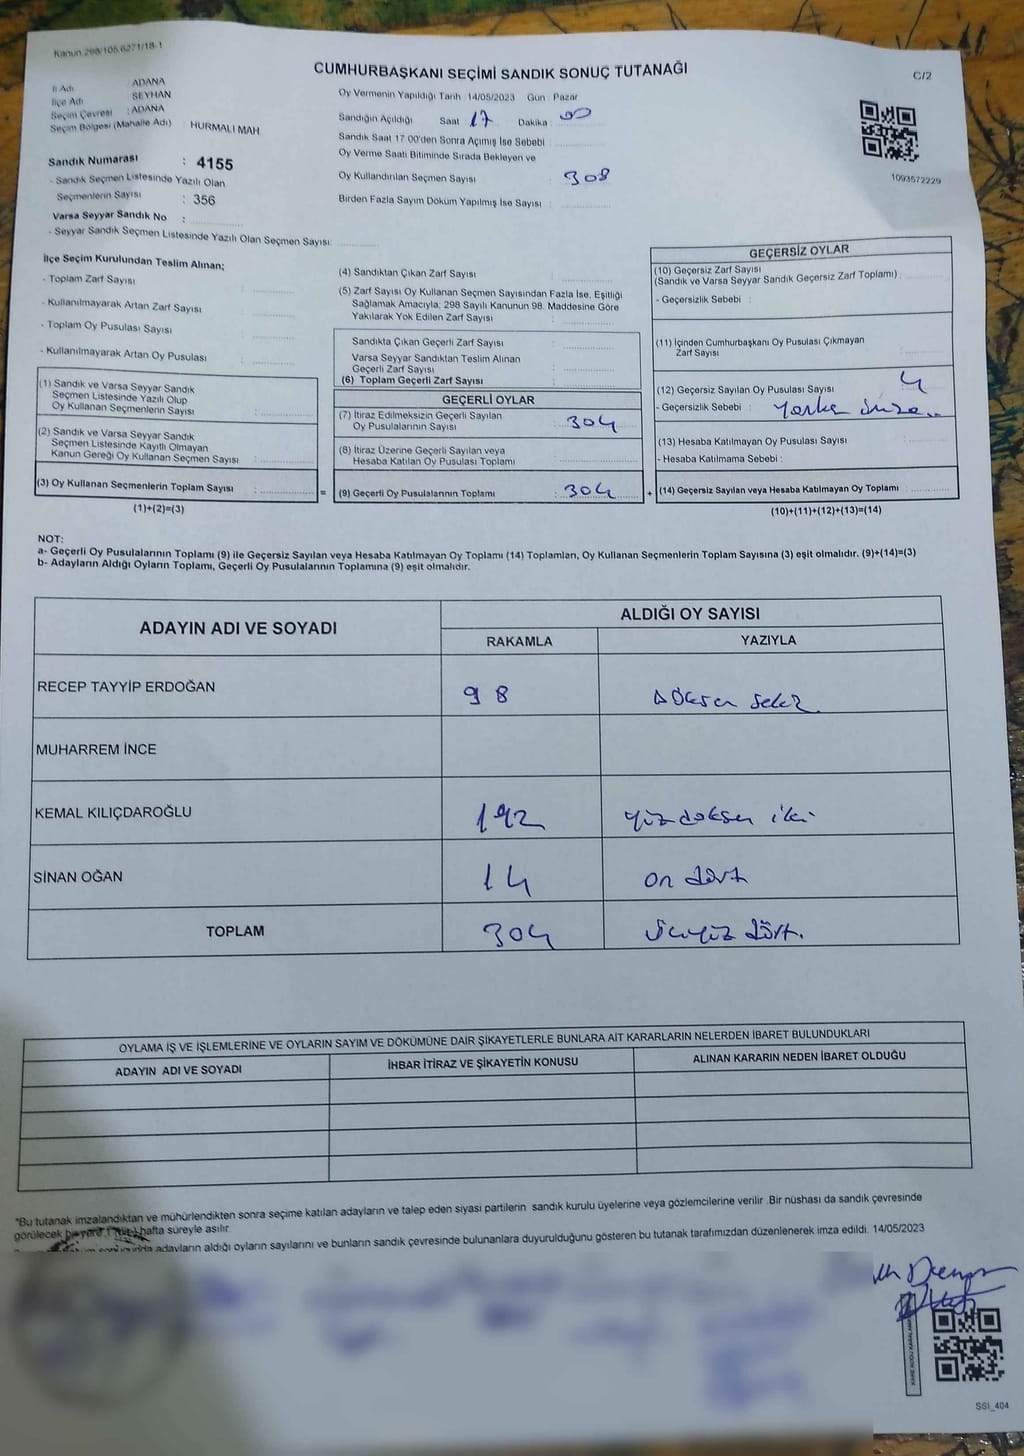 Kanun 298/105,6271/18-1
CUMHURBAŞKANI SEÇİMİ SANDIK SONUÇ TUTANAĞI
C/2
İl Adı : ADANA
İlçe Adı : SEYHAN
Seçim Çevresi : ADANA
Seçim Bölgesi (Mahalle Adı) HURMALI MAH.
Sandık Numarası : 4155
- Sandık Seçmen Listesinde Yazılı Olan
Seçmenlerin Sayısı : 356
Varsa Seyyar Sandık No :
- Seyyar Sandık Seçmen Listesinde Yazılı Olan Seçmen Sayısı:
Oy Vermenin Yapıldığı Tarih :14/05/2023 Gün : Pazar
Sandığın Açıldığı Saat 17 Dakika : 00
Sandık Saat 17:00'den Sonra Açımış İse Sebebi :
Oy Verme Saati Bitiminde Sırada Bekleyen ve
Oy Kullandırılan Seçmen Sayısı : 308
Birden Fazla Sayım Döküm Yapılmış İse Sayısı :
1093572229
İlçe Seçim Kurulundan Teslim Alınan;
- Toplam Zarf Sayısı :
- Kullanılmayarak Artan Zarf Sayısı :
- Toplam Oy Pusulası Sayısı :
- Kullanılmayarak Artan Oy Pusulası :
(1) Sandık ve Varsa Seyyar Sandık
Seçmen Listesinde Yazılı Olup
Oy Kullanan Seçmenlerin Sayısı :
(2) Sandık ve Varsa Seyyar Sandık
Seçmen Listesinde Kayıtlı Olmayan
Kanun Gereği Oy Kullanan Seçmen Sayısı :
(3) Oy Kullanan Seçmenlerin Toplam Sayısı :
(1)+(2)=(3)
=
(4) Sandıktan Çıkan Zarf Sayısı :
(5) Zarf Sayısı Oy Kullanan Seçmen Sayısından Fazla İse, Eşitliği
Sağlamak Amacıyla; 298 Sayılı Kanunun 98. Maddesine Göre
Yakılarak Yok Edilen Zarf Sayısı :
Sandıkta Çıkan Geçerli Zarf Sayısı :
Varsa Seyyar Sandıktan Teslim Alınan
Geçerli Zarf Sayısı :
(6) Toplam Geçerli Zarf Sayısı :
GEÇERLİ OYLAR
(7) İtiraz Edilmeksizin Geçerli Sayılan
Oy Pusulalarının Sayısı : 304
(8) İtiraz Üzerine Geçerli Sayılan veya
Hesaba Katılan Oy Pusulası Toplamı :
(9) Geçerli Oy Pusulalarının Toplamı : 304
+
GEÇERSİZ OYLAR
(10) Geçersiz Zarf Sayısı
(Sandık ve Varsa Seyyar Sandık Geçersiz Zarf Toplamı) :
- Geçersizlik Sebebi :
(11) İçinden Cumhurbaşkanı Oy Pusulası Çıkmayan
Zarf Sayısı :
(12) Geçersiz Sayılan Oy Pusulası Sayısı : 4
- Geçersizlik Sebebi :
(13) Hesaba Katılmayan Oy Pusulası Sayısı :
- Hesaba Katılmama Sebebi :
(14) Geçersiz Sayılan veya Hesaba Katılmayan Oy Toplamı :
(10)+(11)+(12)+(13)=(14)
NOT:
a- Geçerli Oy Pusulalarının Toplamı (9) ile Geçersiz Sayılan veya Hesaba Katılmayan Oy Toplamı (14) Toplamları, Oy Kullanan Seçmenlerin Toplam Sayısına (3) eşit olmalıdır. (9)+(14)=(3)
b- Adayların Aldığı Oyların Toplamı, Geçerli Oy Pusulalarının Toplamına (9) eşit olmalıdır.
ADAYIN ADI VE SOYADI
ALDIĞI OY SAYISI
RAKAMLA YAZIYLA
RECEP TAYYİP ERDOĞAN 98 Doksan Sekiz
MUHARREM İNCE
KEMAL KILIÇDAROĞLU 192 yüz doksan iki
SİNAN OĞAN 14 on dört
TOPLAM 304 üçyüz dört.
OYLAMA İŞ VE İŞLEMLERİNE VE OYLARIN SAYIM VE DÖKÜMÜNE DAİR ŞİKAYETLERLE BUNLARA AİT KARARLARIN NELERDEN İBARET BULUNDUKLARI
ADAYIN ADI VE SOYADI İHBAR İTİRAZ VE ŞİKAYETİN KONUSU ALINAN KARARIN NEDEN İBARET OLDUĞU
*Bu tutanak imzalandıktan ve mühürlendikten sonra seçime katılan adayların ve talep eden siyasi partilerin sandık kurulu üyelerine veya gözlemcilerine verilir. Bir nüshası da sandık çevresinde
görülecek bir yere hafta süreyle asılır.
adayların aldığı oyların sayılarını ve bunların sandık çevresinde bulunanlara duyurulduğunu gösteren bu tutanak tarafımızdan düzenlenerek imza edildi. 14/05/2023
SSİ_404